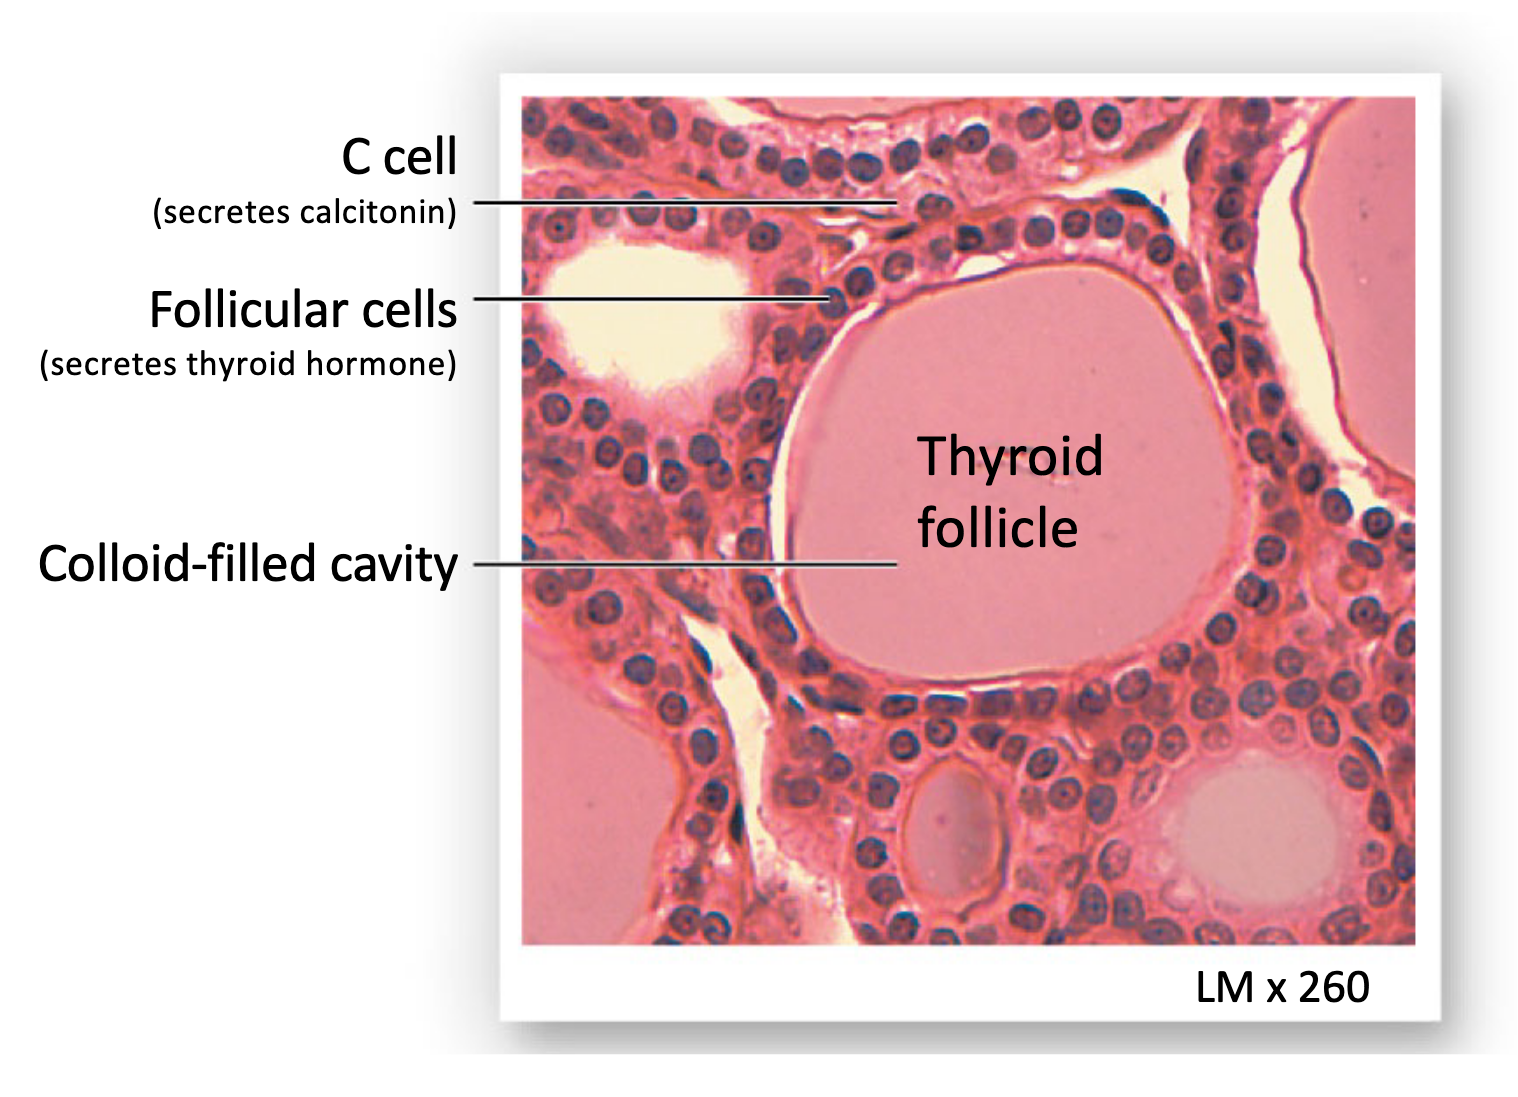 C cell
(secretes calcitonin)
Follicular cells
(secretes thyroid hormone)
Colloid-filled cavity
Thyroid
follicle
LM x 260